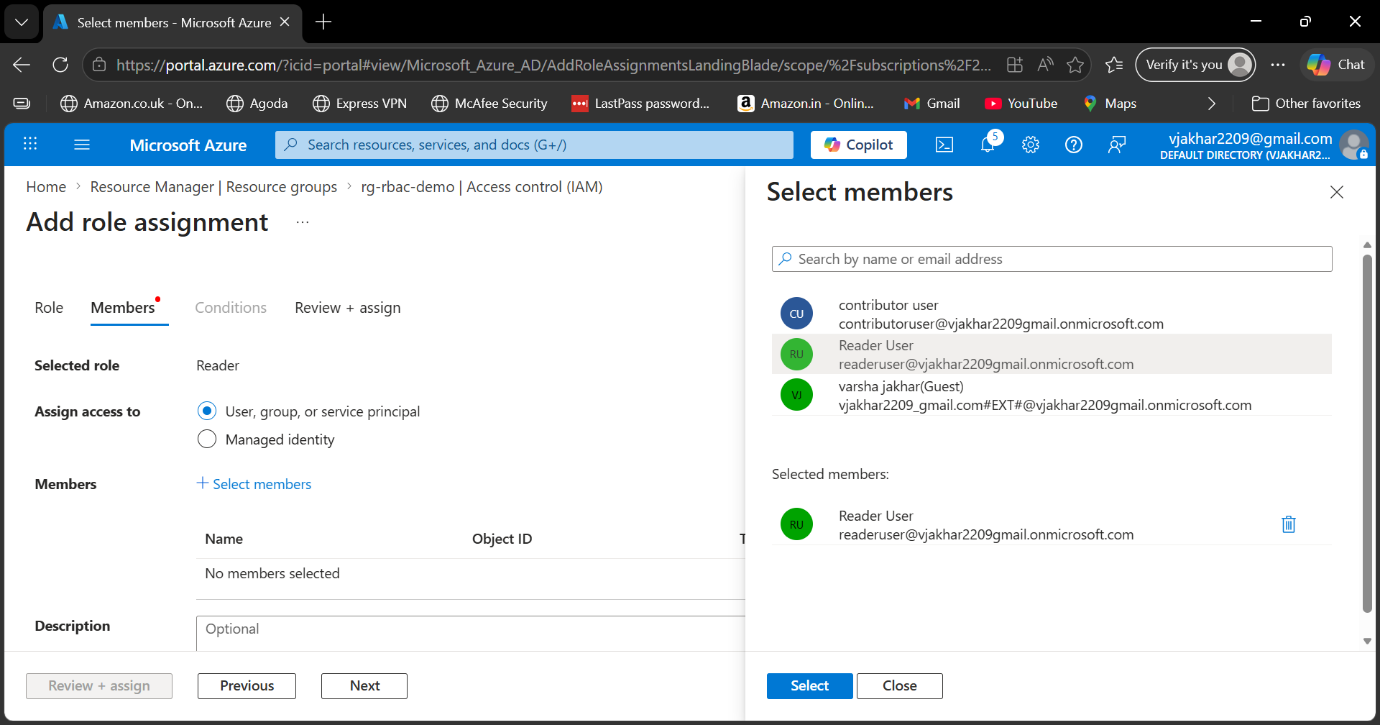 Select members - Microsoft Azure
https://portal.azure.com/?icid=portal#view/Microsoft_Azure_AD/AddRoleAssignmentsLandingBlade/scope/%2Fsubscriptions%2F2...
Verify it's you
Chat
Amazon.co.uk - On...
Agoda
Express VPN
McAfee Security
LastPass password...
Amazon.in - Onlin...
Gmail
YouTube
Maps
Other favorites
Microsoft Azure
Search resources, services, and docs (G+/)
Copilot
5
vjakhar2209@gmail.com
DEFAULT DIRECTORY (VJAKHAR2...
Home > Resource Manager | Resource groups > rg-rbac-demo | Access control (IAM)
Add role assignment ...
Role
Members
Conditions
Review + assign
Selected role
Reader
Assign access to
User, group, or service principal
Managed identity
Members
+ Select members
Name
Object ID
T
No members selected
Description
Optional
Review + assign
Previous
Next
Select members
Search by name or email address
CU
contributor user
contributoruser@vjakhar2209gmail.onmicrosoft.com
RU
Reader User
readeruser@vjakhar2209gmail.onmicrosoft.com
VJ
varsha jakhar(Guest)
vjakhar2209_gmail.com#EXT#@vjakhar2209gmail.onmicrosoft.com
Selected members:
RU
Reader User
readeruser@vjakhar2209gmail.onmicrosoft.com
Select
Close